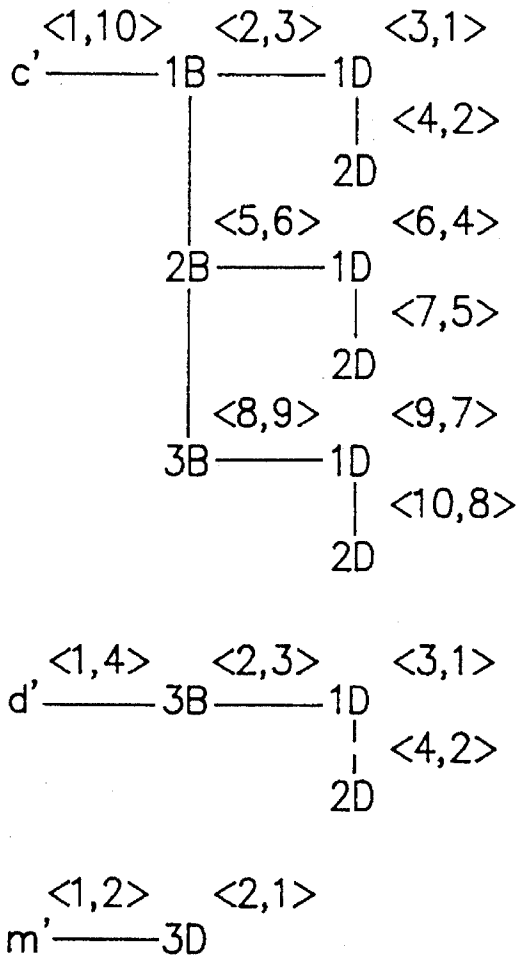 <1,10> <2,3> <3,1>
c' 1B 1D
<4,2>
2D
<5,6> <6,4>
2B 1D
<7,5>
2D
<8,9> <9,7>
3B 1D
<10,8>
2D
<1,4> <2,3> <3,1>
d' 3B 1D
<4,2>
2D
<1,2> <2,1>
m' 3D